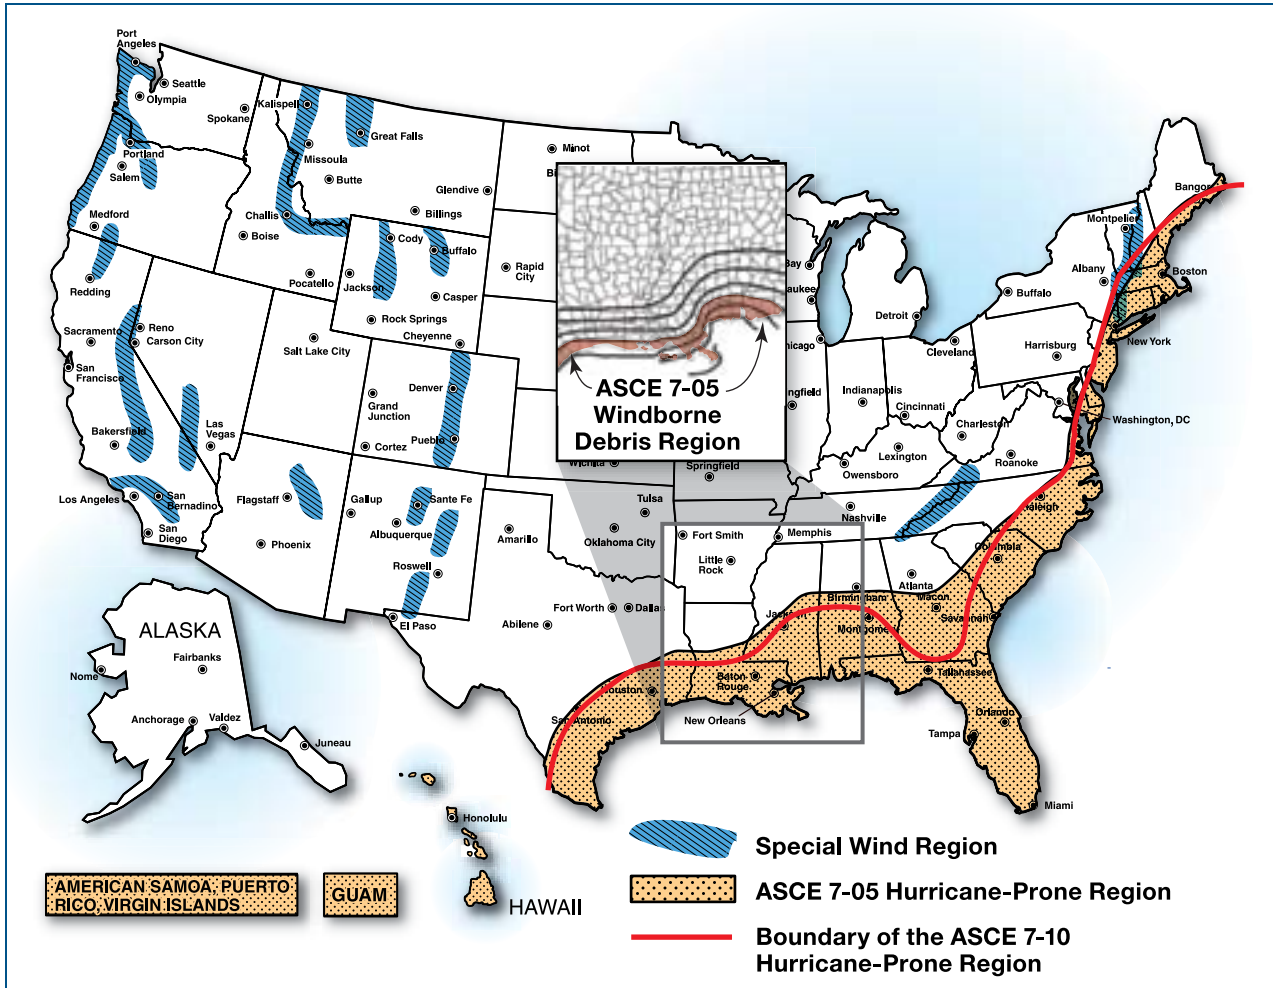 Port
Angeles
Seattle
Olympia
Spokane
Kalispell
Great Falls
Portland
Salem
Missoula
Butte
Glendive
Minot
Medford
Challis
Boise
Billings
Cody
Buffalo
Rapid
City
Redding
Pocatello
Jackson
Casper
Rock Springs
Cheyenne
Sacramento
Reno
Carson City
Salt Lake City
San
Francisco
Denver
Grand
Junction
Bakersfield
Las
Vegas
Cortez
Pueblo
Los Angeles
San
Bernadino
San
Diego
Flagstaff
Phoenix
Gallup
Sante Fe
Albuquerque
Roswell
El Paso
Amarillo
Tulsa
Oklahoma City
Wichita
Springfield
Fort Smith
Little
Rock
Memphis
Fort Worth
Dallas
Abilene
ASCE 7-05
Windborne
Debris Region
Bay
Detroit
Indianapolis
Cincinnati
Cleveland
Buffalo
Harrisburg
Albany
Montpelier
Bangor
Boston
New York
Washington, DC
Charleston
Lexington
Owensboro
Roanoke
Nashville
Raleigh
Columbia
Atlanta
Birmingham
Macon
Savannah
Jackson
Montgomery
Houston
Baton
Rouge
San Antonio
New Orleans
Tallanassee
Orlando
Tampa
Miami
ALASKA
Fairbanks
Nome
Anchorage
Valdez
Juneau
Honolulu
HAWAII
AMERICAN SAMOA, PUERTO
RICO, VIRGIN ISLANDS
GUAM
Special Wind Region
ASCE 7-05 Hurricane-Prone Region
Boundary of the ASCE 7-10
Hurricane-Prone Region